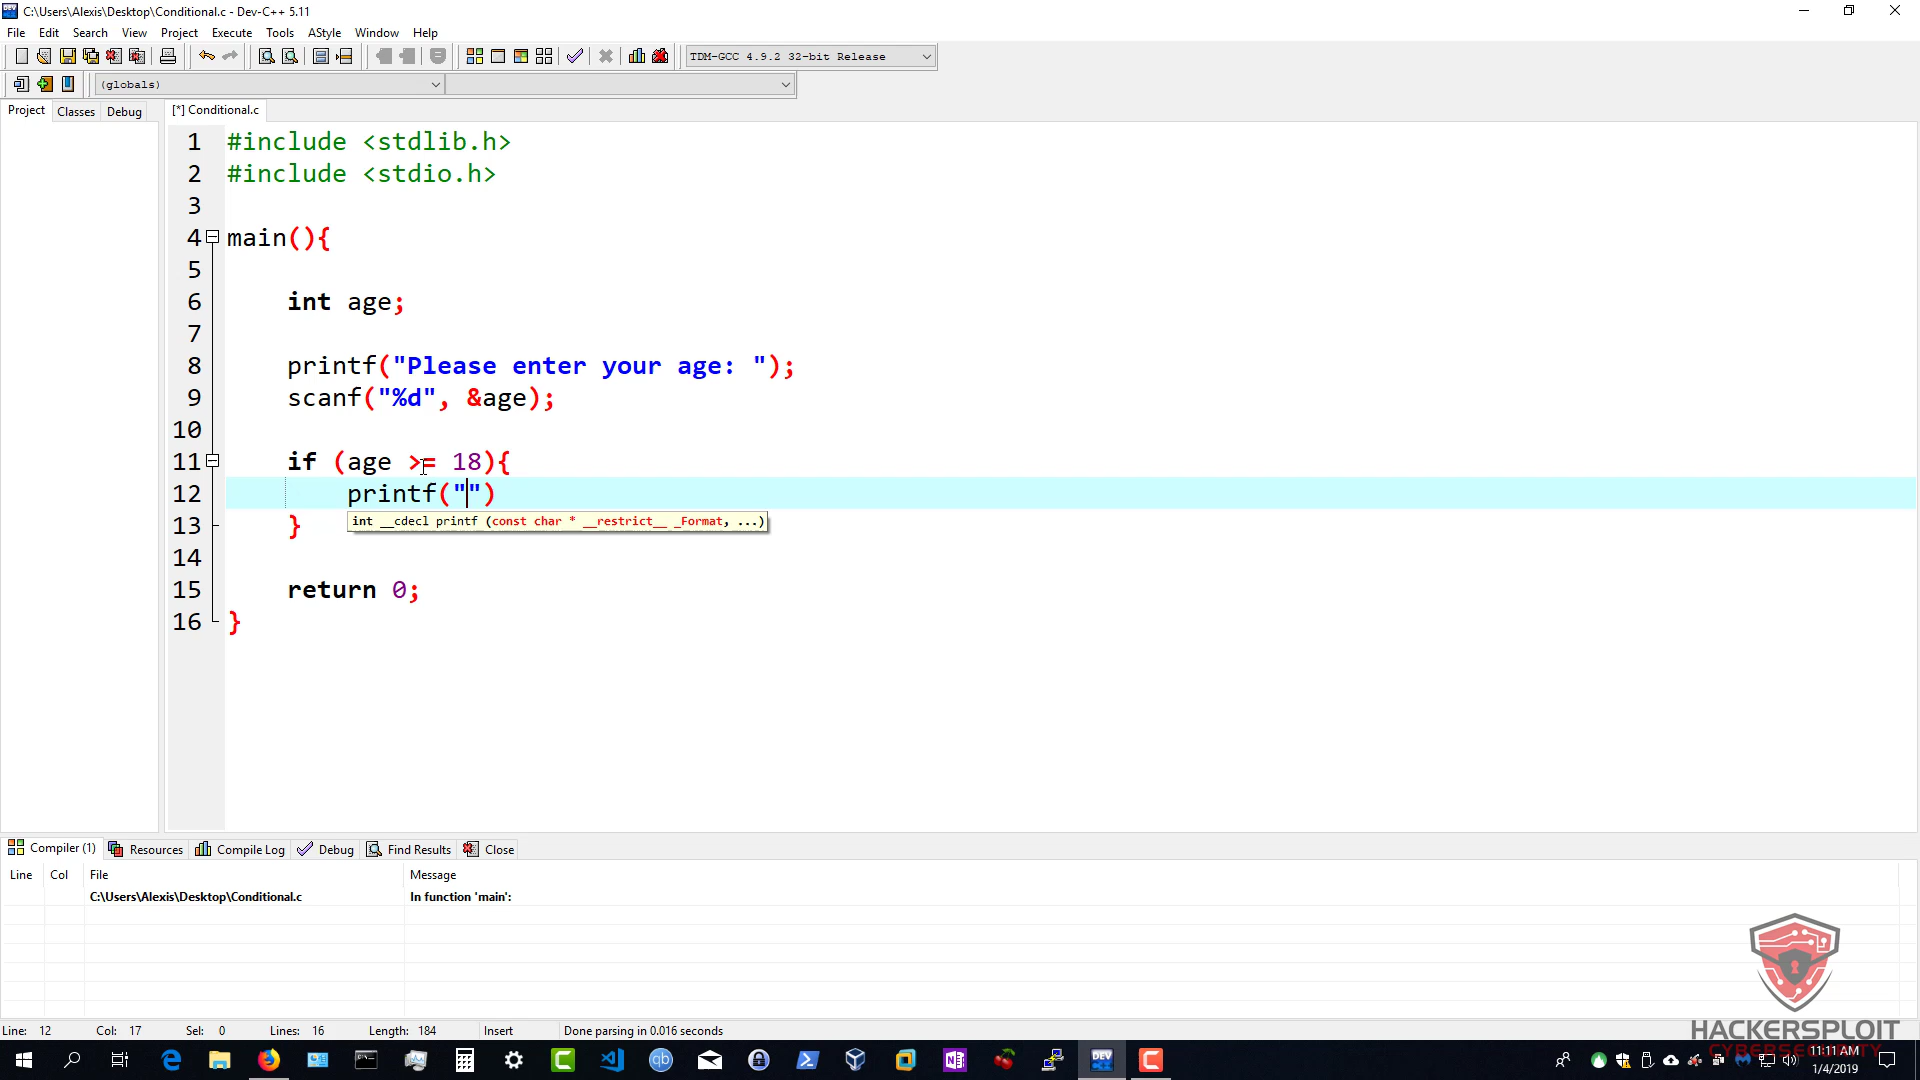 C:\Users\Alexis\Desktop\Conditional.c - Dev-C++ 5.11
File Edit Search View Project Execute Tools AStyle Window Help
TDM-GCC 4.9.2 32-bit Release
(globals)
Project Classes Debug [*] Conditional.c
1 #include <stdlib.h>
2 #include <stdio.h>
3
4 main(){
5
6 int age;
7
8 printf("Please enter your age: ");
9 scanf("%d", &age);
10
11 if (age >= 18){
12 printf("")
int __cdecl printf (const char * __restrict__ _Format, ...)
13 }
14
15 return 0;
16 }
Compiler (1) Resources Compile Log Debug Find Results Close
Line Col File Message
C:\Users\Alexis\Desktop\Conditional.c In function 'main':
Line: 12 Col: 17 Sel: 0 Lines: 16 Length: 184 Insert Done parsing in 0.016 seconds
HACKERSPLOIT
CYBERSECURITY
11:11 AM
1/4/2019